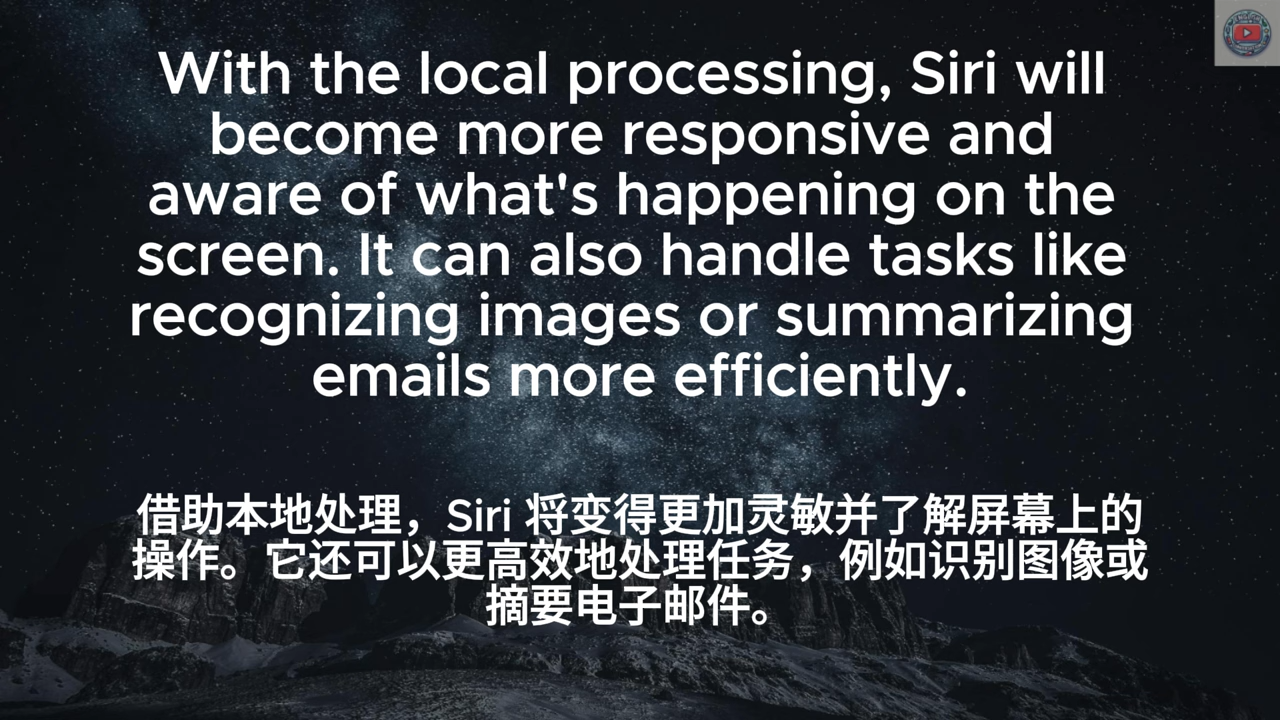 With the local processing, Siri will
become more responsive and
aware of what's happening on the
screen. It can also handle tasks like
recognizing images or summarizing
emails more efficiently.
借助本地处理，Siri 将变得更加灵敏并了解屏幕上的
操作。它还可以更高效地处理任务，例如识别图像或
摘要电子邮件。